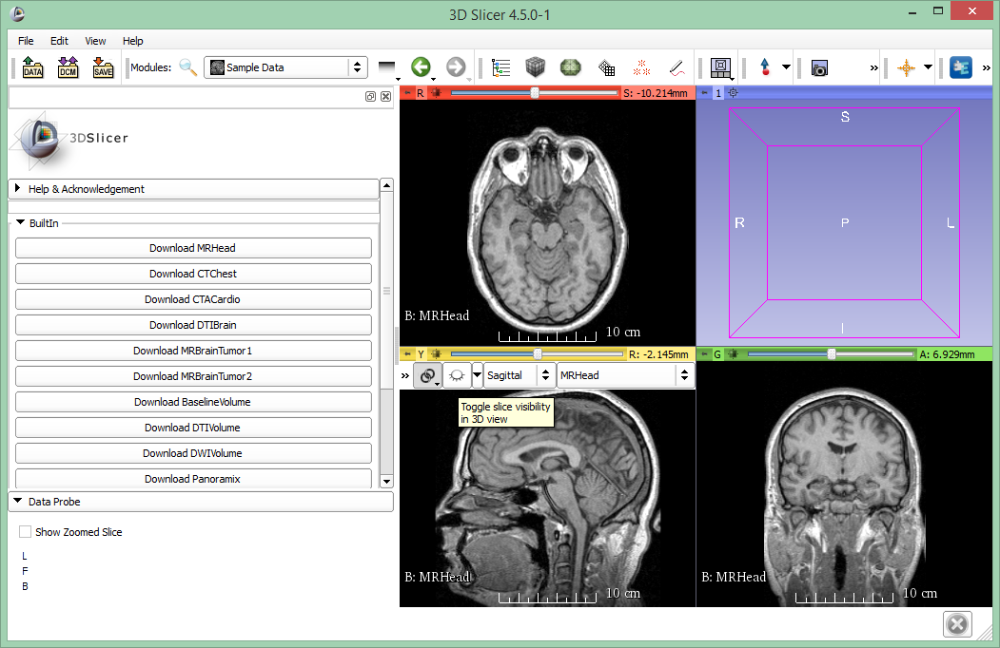 3D Slicer 4.5.0-1
File Edit View Help
DATA DCM SAVE Modules: Sample Data
R S: -10.214mm 1
3DSlicer
Help & Acknowledgement
BuiltIn
Download MRHead
Download CTChest
Download CTACardio
Download DTIBrain
Download MRBrainTumor1
Download MRBrainTumor2
Download BaselineVolume
Download DTIVolume
Download DWIVolume
Download Panoramix
Data Probe
Show Zoomed Slice
L
F
B
B: MRHead
10 cm
S
R P L
I
Y R: -2.145mm
Sagittal MRHead
Toggle slice visibility
in 3D view
B: MRHead
10 cm
G A: 6.929mm
B: MRHead
10 cm